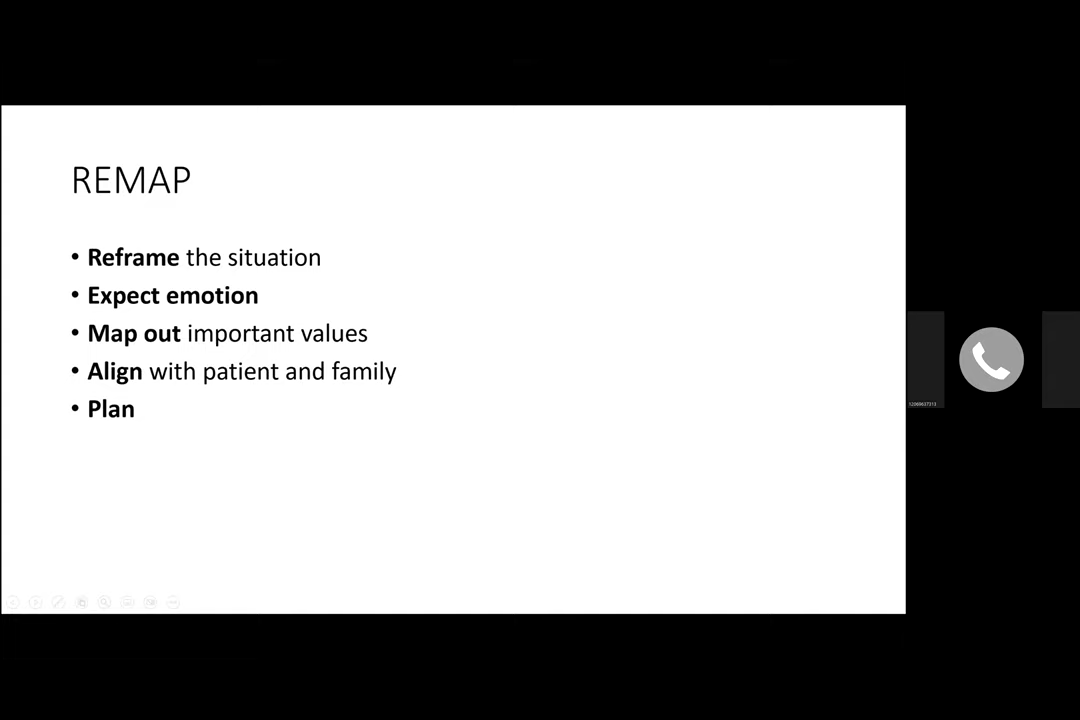 REMAP
• Reframe the situation
• Expect emotion
• Map out important values
• Align with patient and family
• Plan